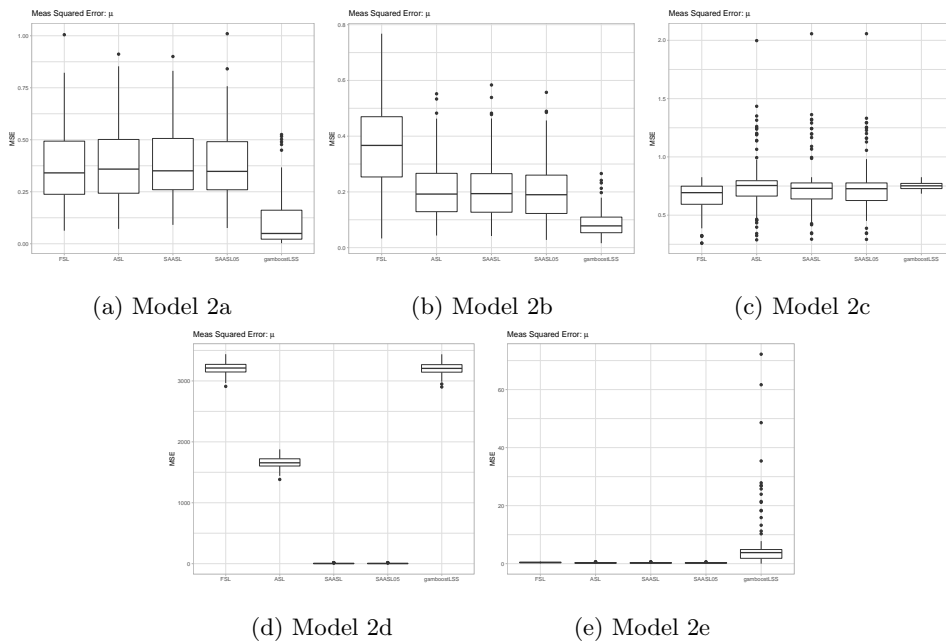 Meas Squared Error: μ
MSE
1.00
0.75
0.50
0.25
0.00
FSL ASL SAASL SAASL05 gamboostLSS
(a) Model 2a
Meas Squared Error: μ
MSE
0.8
0.6
0.4
0.2
0.0
FSL ASL SAASL SAASL05 gamboostLSS
(b) Model 2b
Meas Squared Error: μ
MSE
2.0
1.5
1.0
0.5
FSL ASL SAASL SAASL05 gamboostLSS
(c) Model 2c
Meas Squared Error: μ
MSE
3000
2000
1000
0
FSL ASL SAASL SAASL05 gamboostLSS
(d) Model 2d
Meas Squared Error: μ
MSE
60
40
20
0
FSL ASL SAASL SAASL05 gamboostLSS
(e) Model 2e